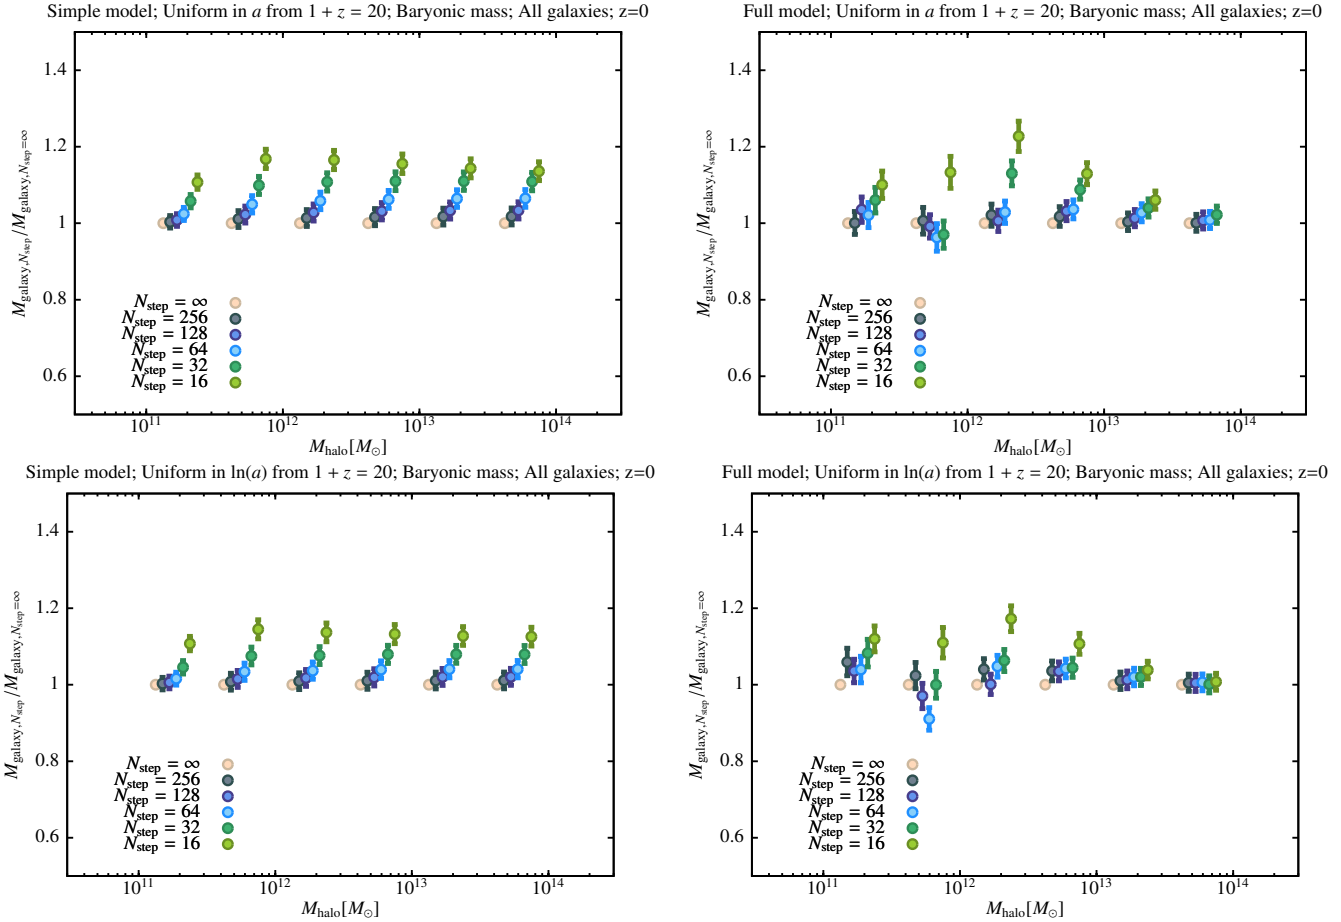 Simple model; Uniform in a from 1 + z = 20; Baryonic mass; All galaxies; z=0
1.4
1.2
1
0.8
0.6
M_galaxy,N_step / M_galaxy,N_step=∞
N_step = ∞
N_step = 256
N_step = 128
N_step = 64
N_step = 32
N_step = 16
10^11
10^12
10^13
10^14
M_halo[M_⊙]
Full model; Uniform in a from 1 + z = 20; Baryonic mass; All galaxies; z=0
1.4
1.2
1
0.8
0.6
M_galaxy,N_step / M_galaxy,N_step=∞
N_step = ∞
N_step = 256
N_step = 128
N_step = 64
N_step = 32
N_step = 16
10^11
10^12
10^13
10^14
M_halo[M_⊙]
Simple model; Uniform in ln(a) from 1 + z = 20; Baryonic mass; All galaxies; z=0
1.4
1.2
1
0.8
0.6
M_galaxy,N_step / M_galaxy,N_step=∞
N_step = ∞
N_step = 256
N_step = 128
N_step = 64
N_step = 32
N_step = 16
10^11
10^12
10^13
10^14
M_halo[M_⊙]
Full model; Uniform in ln(a) from 1 + z = 20; Baryonic mass; All galaxies; z=0
1.4
1.2
1
0.8
0.6
M_galaxy,N_step / M_galaxy,N_step=∞
N_step = ∞
N_step = 256
N_step = 128
N_step = 64
N_step = 32
N_step = 16
10^11
10^12
10^13
10^14
M_halo[M_⊙]